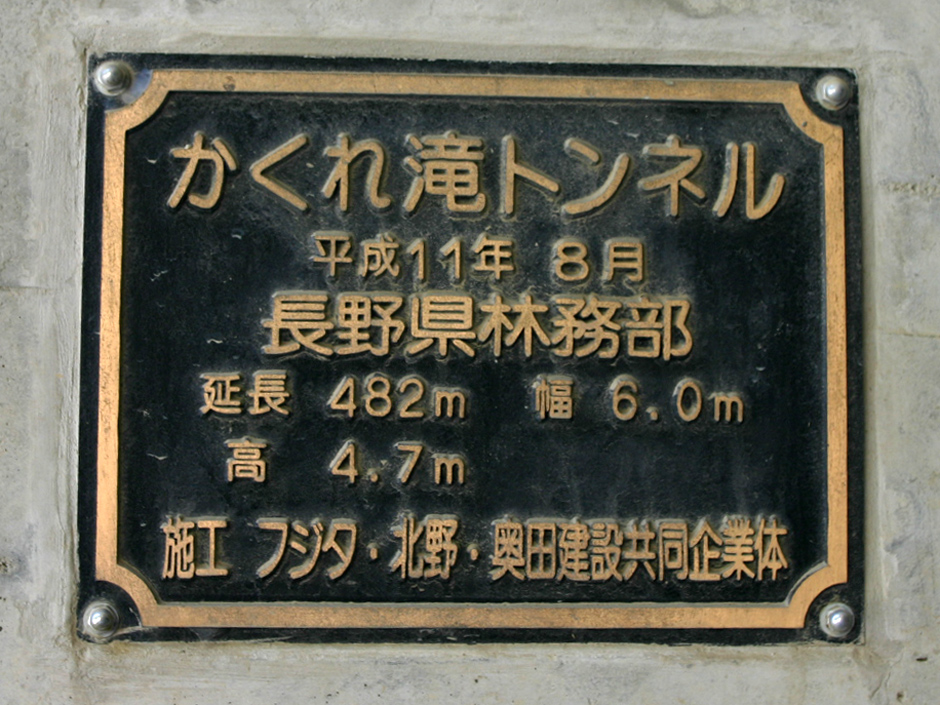 かくれ滝トンネル
平成11年 8月
長野県林務部
延長 482m 幅 6.0m
高 4.7m
施工 フジタ・北野・奥田建設共同企業体